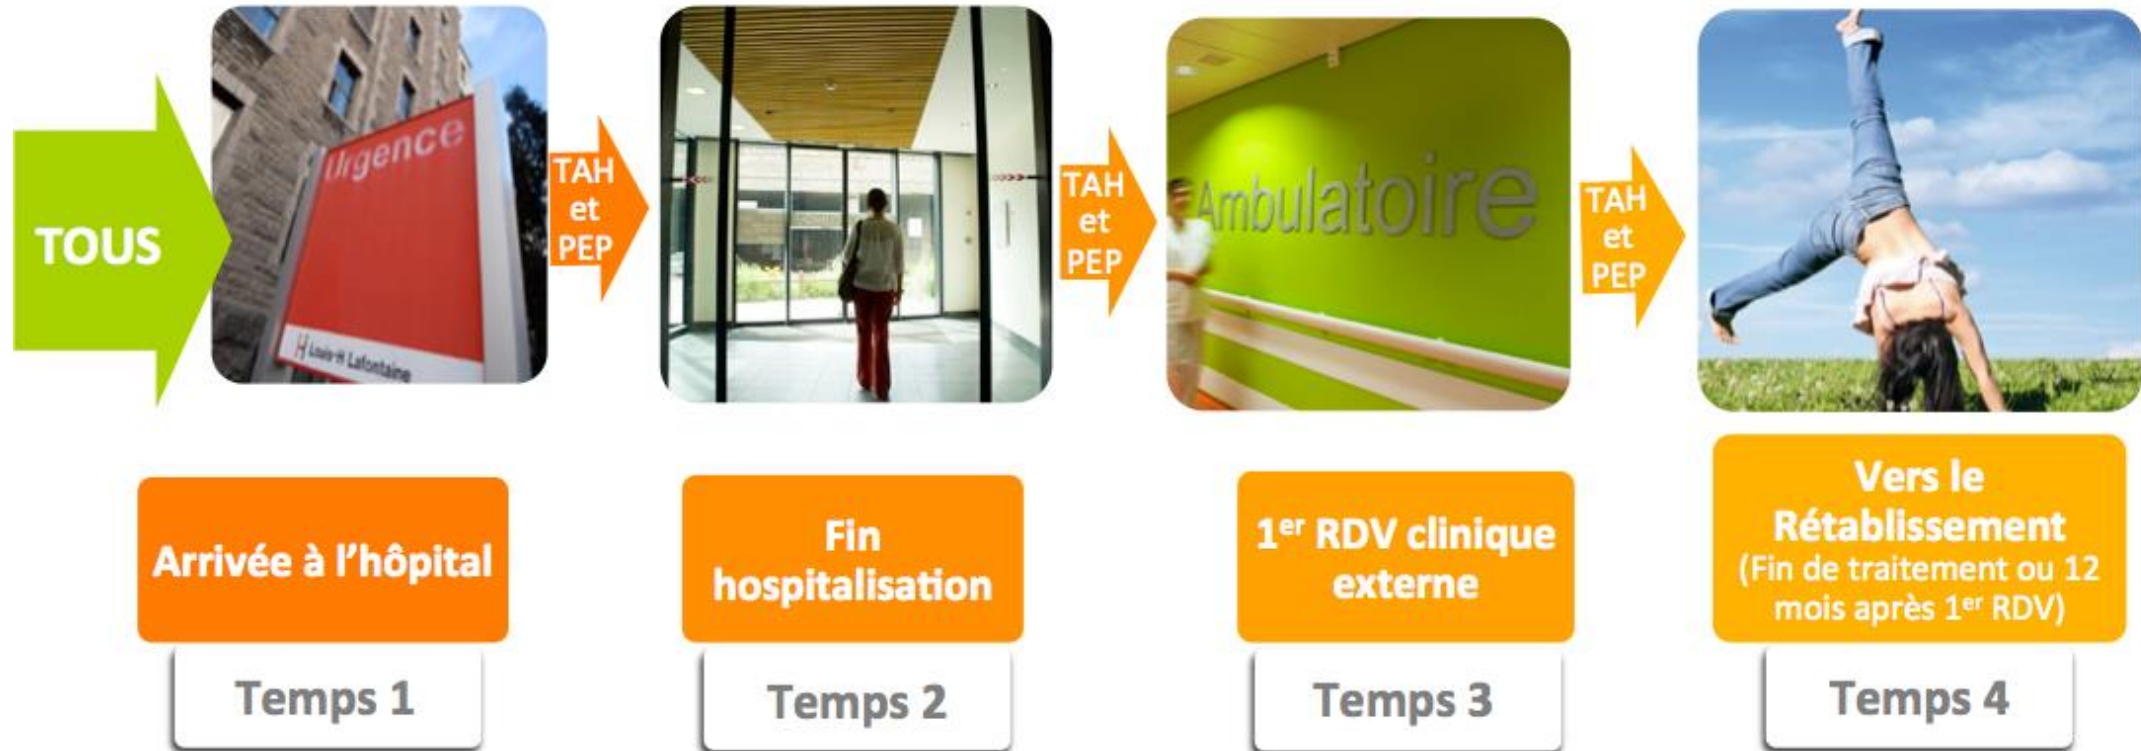 TOUS
Urgence
Louis-H Lafontaine
TAH
et
PEP
TAH
et
PEP
Ambulatoire
TAH
et
PEP
Arrivée à l'hôpital
Temps 1
Fin
hospitalisation
Temps 2
1er RDV clinique
externe
Temps 3
Vers le
Rétablissement
(Fin de traitement ou 12
mois après 1er RDV)
Temps 4